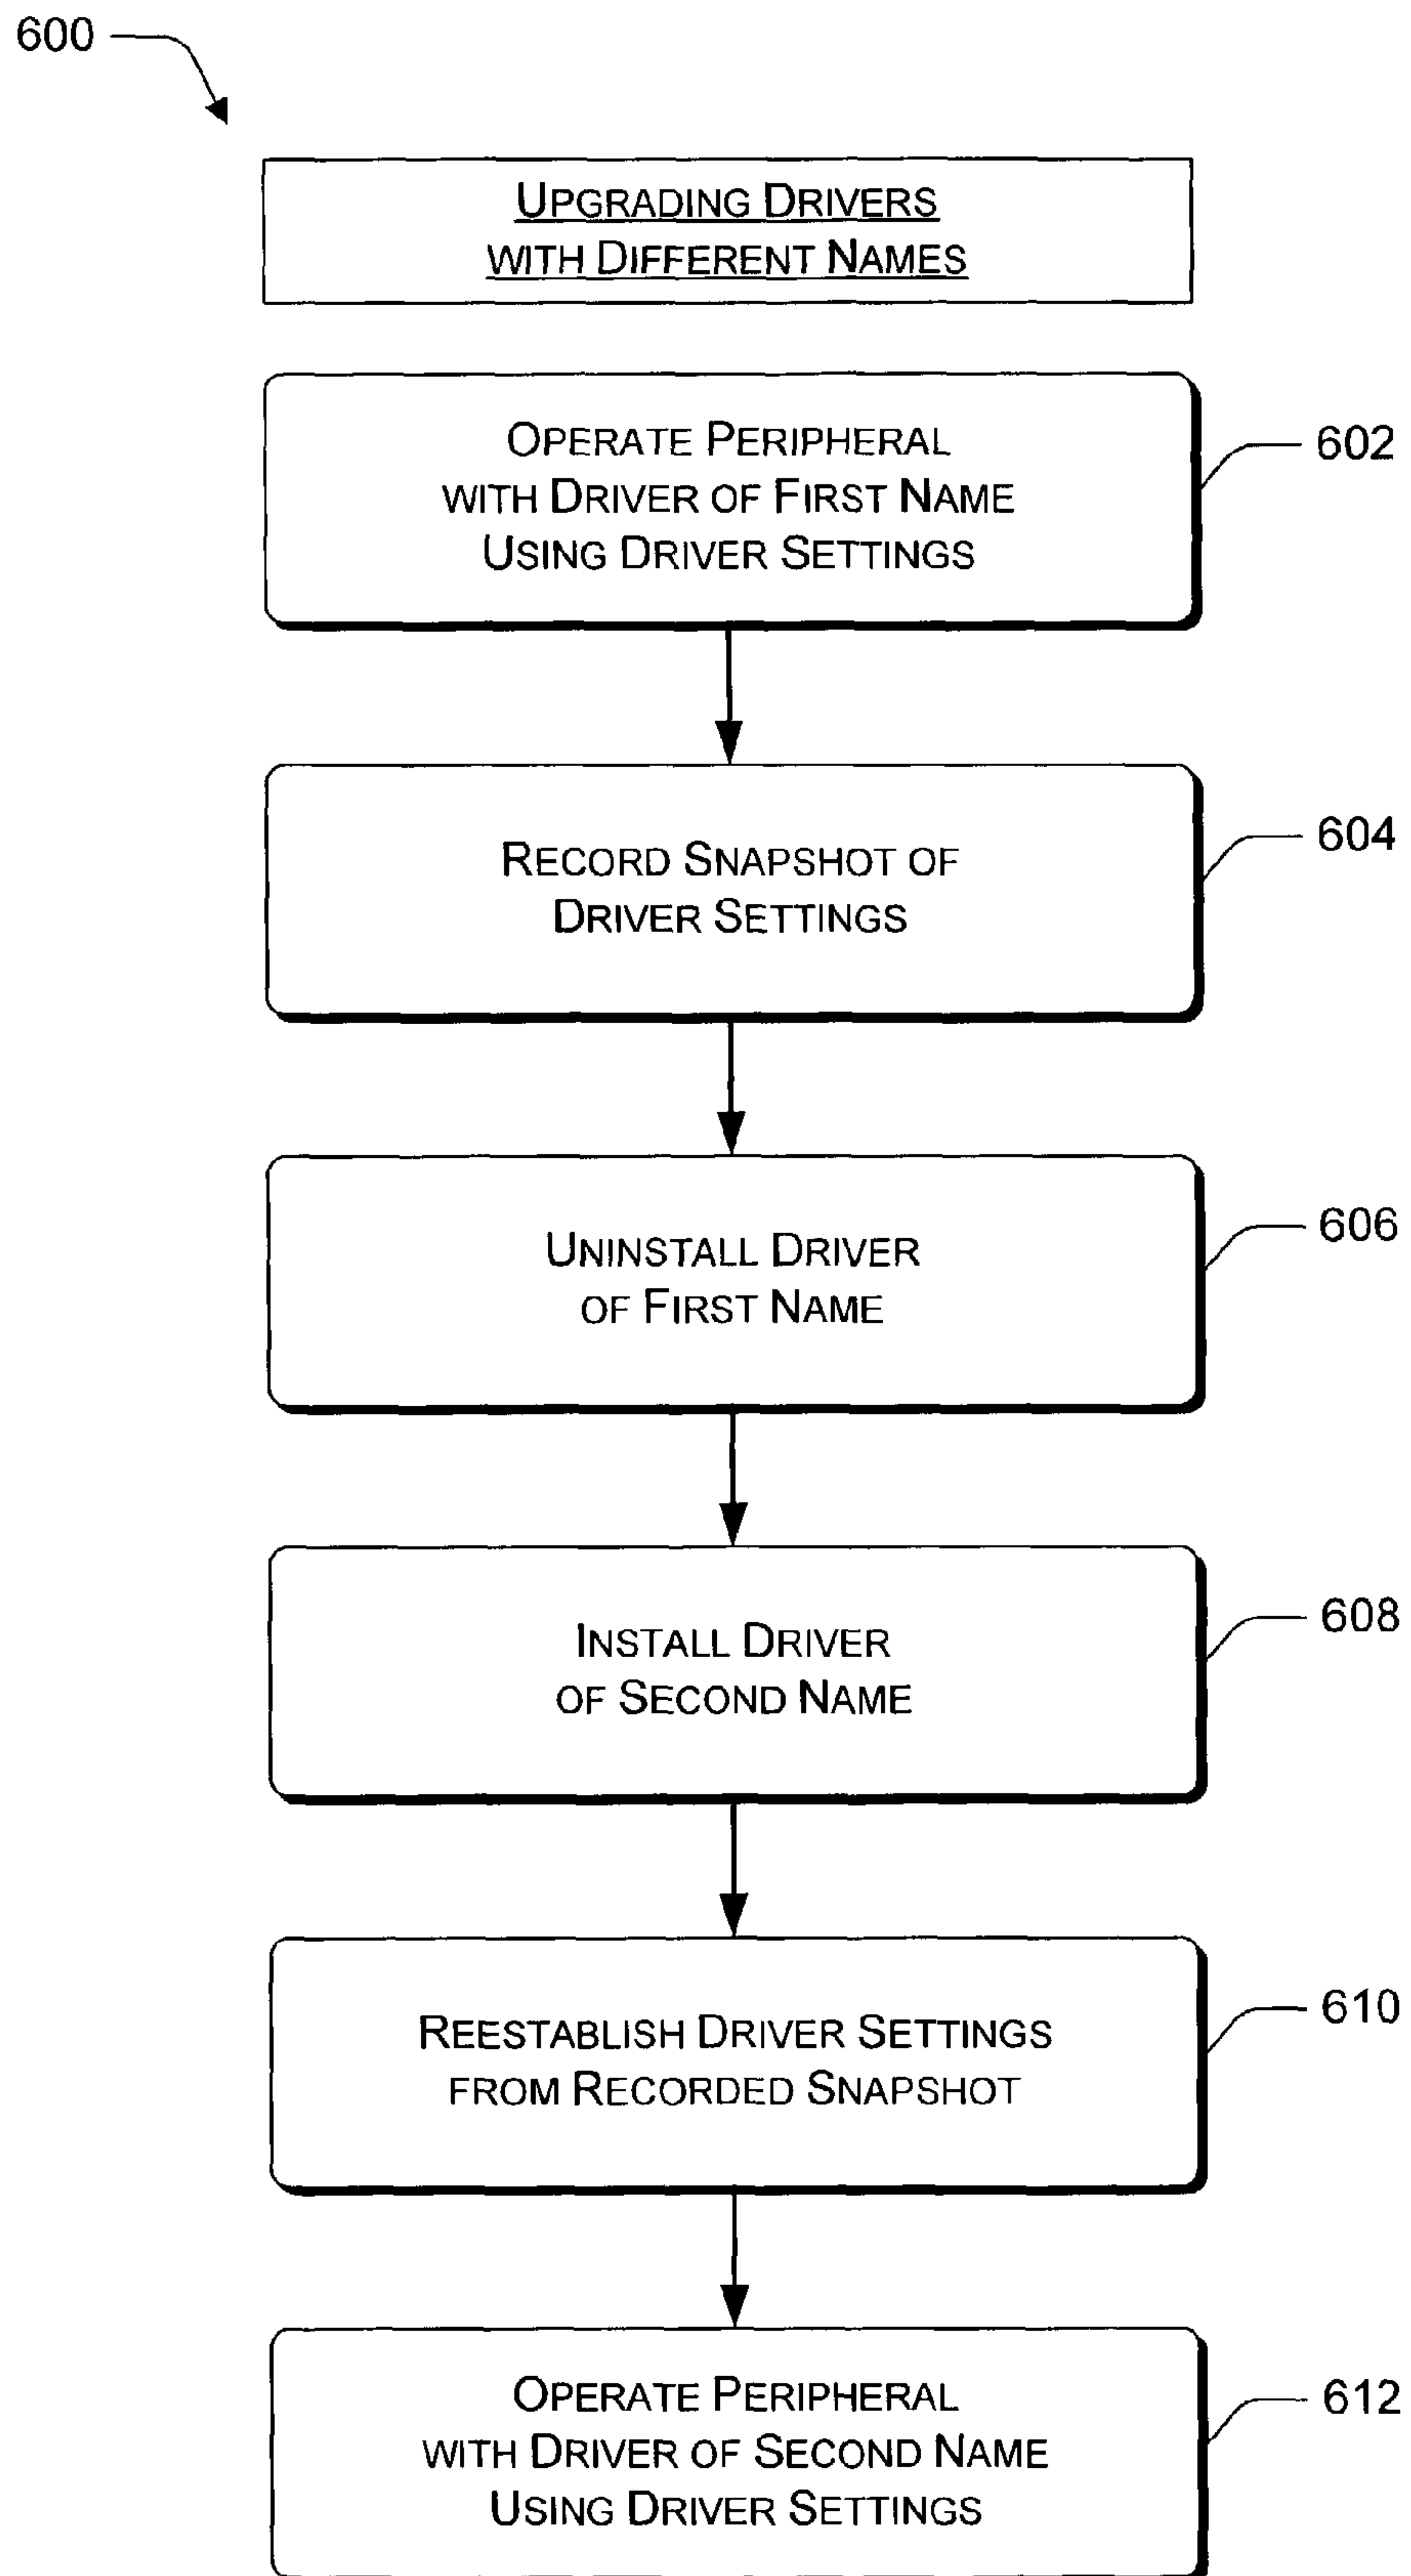 600
UPGRADING DRIVERS
WITH DIFFERENT NAMES
OPERATE PERIPHERAL
WITH DRIVER OF FIRST NAME
USING DRIVER SETTINGS
602
RECORD SNAPSHOT OF
DRIVER SETTINGS
604
UNINSTALL DRIVER
OF FIRST NAME
606
INSTALL DRIVER
OF SECOND NAME
608
REESTABLISH DRIVER SETTINGS
FROM RECORDED SNAPSHOT
610
OPERATE PERIPHERAL
WITH DRIVER OF SECOND NAME
USING DRIVER SETTINGS
612